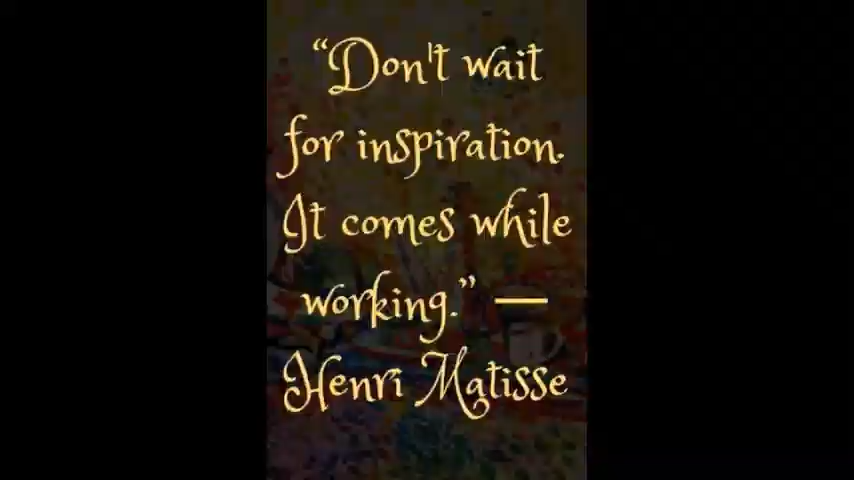 “Don't wait
for inspiration.
It comes while
working.” —
Henri Matisse